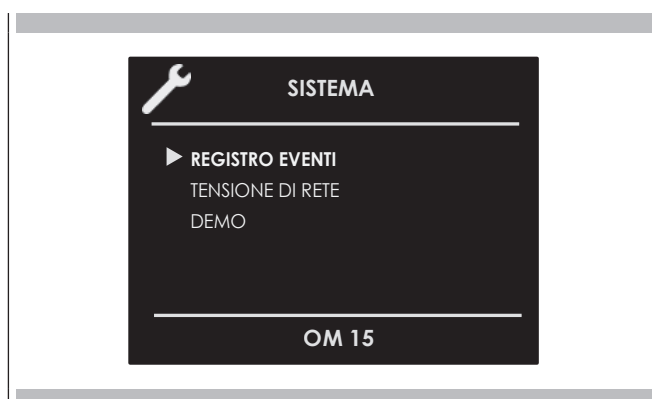 SISTEMA
REGISTRO EVENTI
TENSIONE DI RETE
DEMO
OM 15